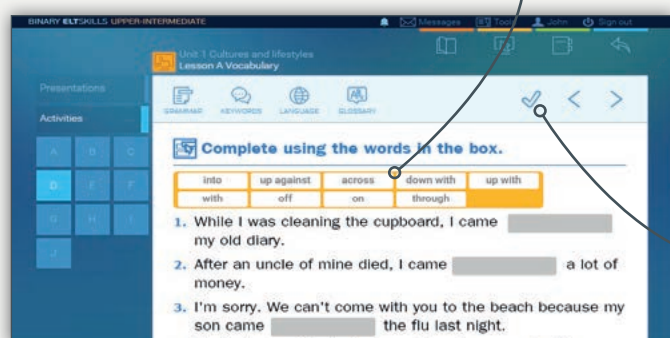 BINARY ELTSKILLS UPPER-INTERMEDIATE
Messages Tools John Sign out
Unit 1 Cultures and lifestyles
Lesson A Vocabulary
Presentations
Activities
GRAMMAR KEYWORDS LANGUAGE GLOSSARY
A B C
D E F
G H I
J
Complete using the words in the box.
into up against across down with up with
with off on through
1. While I was cleaning the cupboard, I came
my old diary.
2. After an uncle of mine died, I came a lot of
money.
3. I'm sorry. We can't come with you to the beach because my
son came the flu last night.